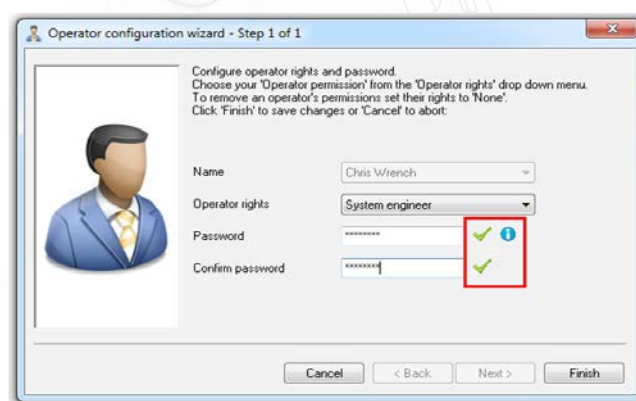 Operator configuration wizard - Step 1 of 1
Configure operator rights and password.
Choose your 'Operator permission' from the 'Operator rights' drop down menu.
To remove an operator's permissions set their rights to 'None'.
Click 'Finish' to save changes or 'Cancel' to abort:
Name
Chris Wrench
Operator rights
System engineer
Password
********
Confirm password
********
Cancel
< Back
Next >
Finish